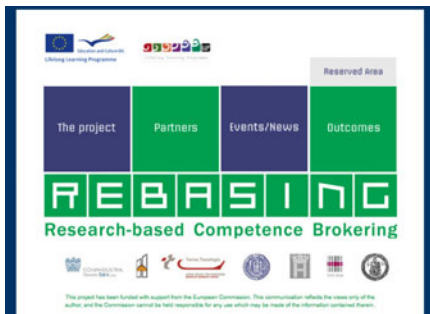 Education and Culture DG
Lifelong Learning Programme
Reserved Area
The project
Partners
Events/News
Outcomes
REBASING
Research-based Competence Brokering
This project has been funded with support from the European Commission. This communication reflects the views only of the
author, and the Commission cannot be held responsible for any use which may be made of the information contained therein.